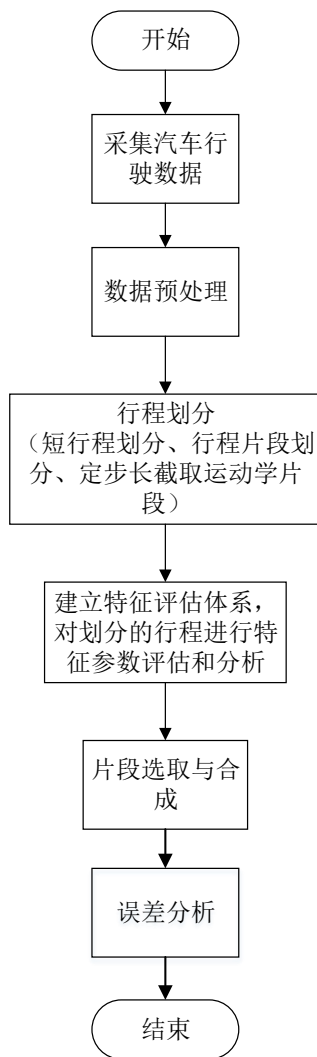 开始
采集汽车行
驶数据
数据预处理
行程划分
（短行程划分、行程片段划
分、定步长截取运动学片
段）
建立特征评估体系，
对划分的行程进行特
征参数评估和分析
片段选取与合
成
误差分析
结束